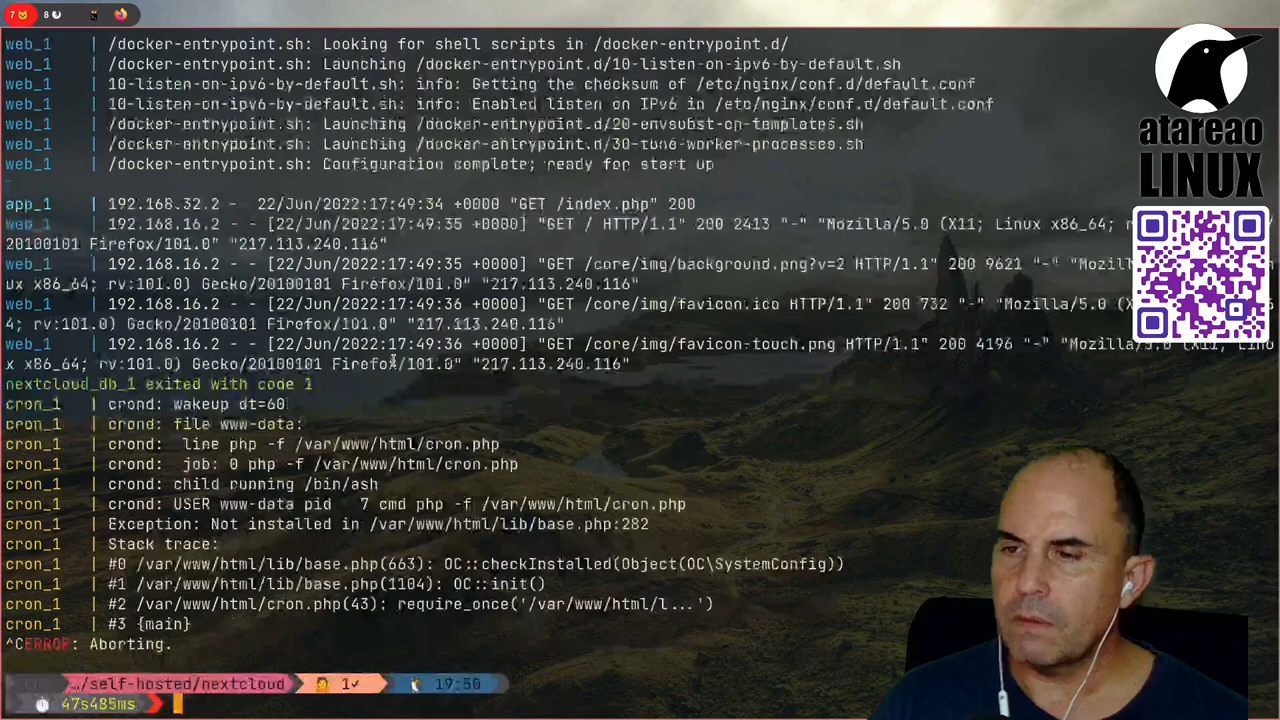 7 8
web_1    | /docker-entrypoint.sh: Looking for shell scripts in /docker-entrypoint.d/
web_1    | /docker-entrypoint.sh: Launching /docker-entrypoint.d/10-listen-on-ipv6-by-default.sh
web_1    | 10-listen-on-ipv6-by-default.sh: info: Getting the checksum of /etc/nginx/conf.d/default.conf
web_1    | 10-listen-on-ipv6-by-default.sh: info: Enabled listen on IPv6 in /etc/nginx/conf.d/default.conf
web_1    | /docker-entrypoint.sh: Launching /docker-entrypoint.d/20-envsubst-on-templates.sh
web_1    | /docker-entrypoint.sh: Launching /docker-entrypoint.d/30-tune-worker-processes.sh
web_1    | /docker-entrypoint.sh: Configuration complete; ready for start up
app_1    | 192.168.32.2 -  22/Jun/2022:17:49:34 +0000 "GET /index.php" 200
web_1    | 192.168.16.2 - - [22/Jun/2022:17:49:35 +0000] "GET / HTTP/1.1" 200 2413 "-" "Mozilla/5.0 (X11; Linux x86_64;
20100101 Firefox/101.0" "217.113.240.116"
web_1    | 192.168.16.2 - - [22/Jun/2022:17:49:35 +0000] "GET /core/img/background.png?v=2 HTTP/1.1" 200 9621 "-"
ux x86_64; rv:101.0) Gecko/20100101 Firefox/101.0" "217.113.240.116"
web_1    | 192.168.16.2 - - [22/Jun/2022:17:49:36 +0000] "GET /core/img/favicon.ico HTTP/1.1" 200 732 "-" "Mozilla/5.0
4; rv:101.0) Gecko/20100101 Firefox/101.0" "217.113.240.116"
web_1    | 192.168.16.2 - - [22/Jun/2022:17:49:36 +0000] "GET /core/img/favicon-touch.png HTTP/1.1" 200 4196 "-" "Mozilla/5.0 (X11; Linu
x x86_64; rv:101.0) Gecko/20100101 Firefox/101.0" "217.113.240.116"
nextcloud_db_1 exited with code 1
cron_1   | crond: wakeup dt=60
cron_1   | crond: file www-data:
cron_1   | crond:  line php -f /var/www/html/cron.php
cron_1   | crond:  job: 0 php -f /var/www/html/cron.php
cron_1   | crond: child running /bin/ash
cron_1   | crond: USER www-data pid   7 cmd php -f /var/www/html/cron.php
cron_1   | Exception: Not installed in /var/www/html/lib/base.php:282
cron_1   | Stack trace:
cron_1   | #0 /var/www/html/lib/base.php(663): OC::checkInstalled(Object(OC\SystemConfig))
cron_1   | #1 /var/www/html/lib/base.php(1104): OC::init()
cron_1   | #2 /var/www/html/cron.php(43): require_once('/var/www/html/l...')
cron_1   | #3 {main}
^CERROR: Aborting.
…/self-hosted/nextcloud 1✓ 19:50
47s485ms
atareao
LINUX